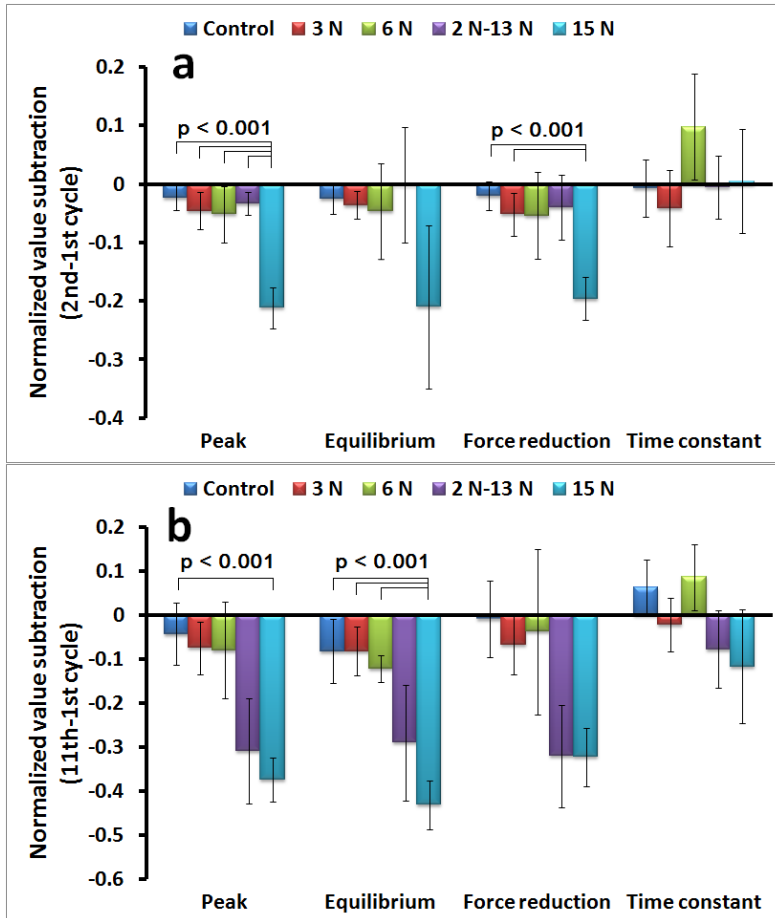 Control 3 N 6 N 2 N-13 N 15 N
a
Normalized value subtraction
(2nd-1st cycle)
0.2
0.1
0
-0.1
-0.2
-0.3
-0.4
p < 0.001
p < 0.001
Peak Equilibrium Force reduction Time constant
Control 3 N 6 N 2 N-13 N 15 N
b
Normalized value subtraction
(11th-1st cycle)
0.2
0.1
0
-0.1
-0.2
-0.3
-0.4
-0.5
-0.6
p < 0.001
p < 0.001
Peak Equilibrium Force reduction Time constant